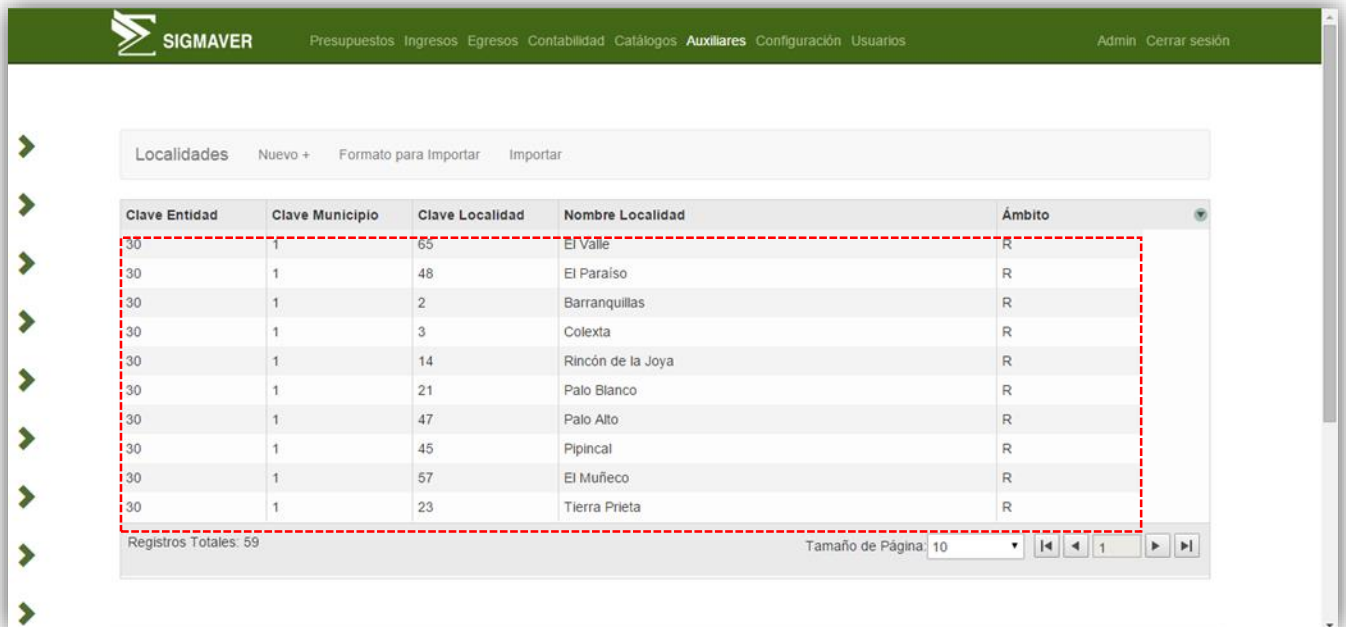 SIGMAVER Presupuestos Ingresos Egresos Contabilidad Catálogos Auxiliares Configuración Usuarios Admin Cerrar sesión
Localidades Nuevo + Formato para Importar Importar
Clave Entidad Clave Municipio Clave Localidad Nombre Localidad Ámbito
30 1 65 El Valle R
30 1 48 El Paraíso R
30 1 2 Barranquillas R
30 1 3 Colexta R
30 1 14 Rincón de la Joya R
30 1 21 Palo Blanco R
30 1 47 Palo Alto R
30 1 45 Pipincal R
30 1 57 El Muñeco R
30 1 23 Tierra Prieta R
Registros Totales: 59 Tamaño de Página: 10 1